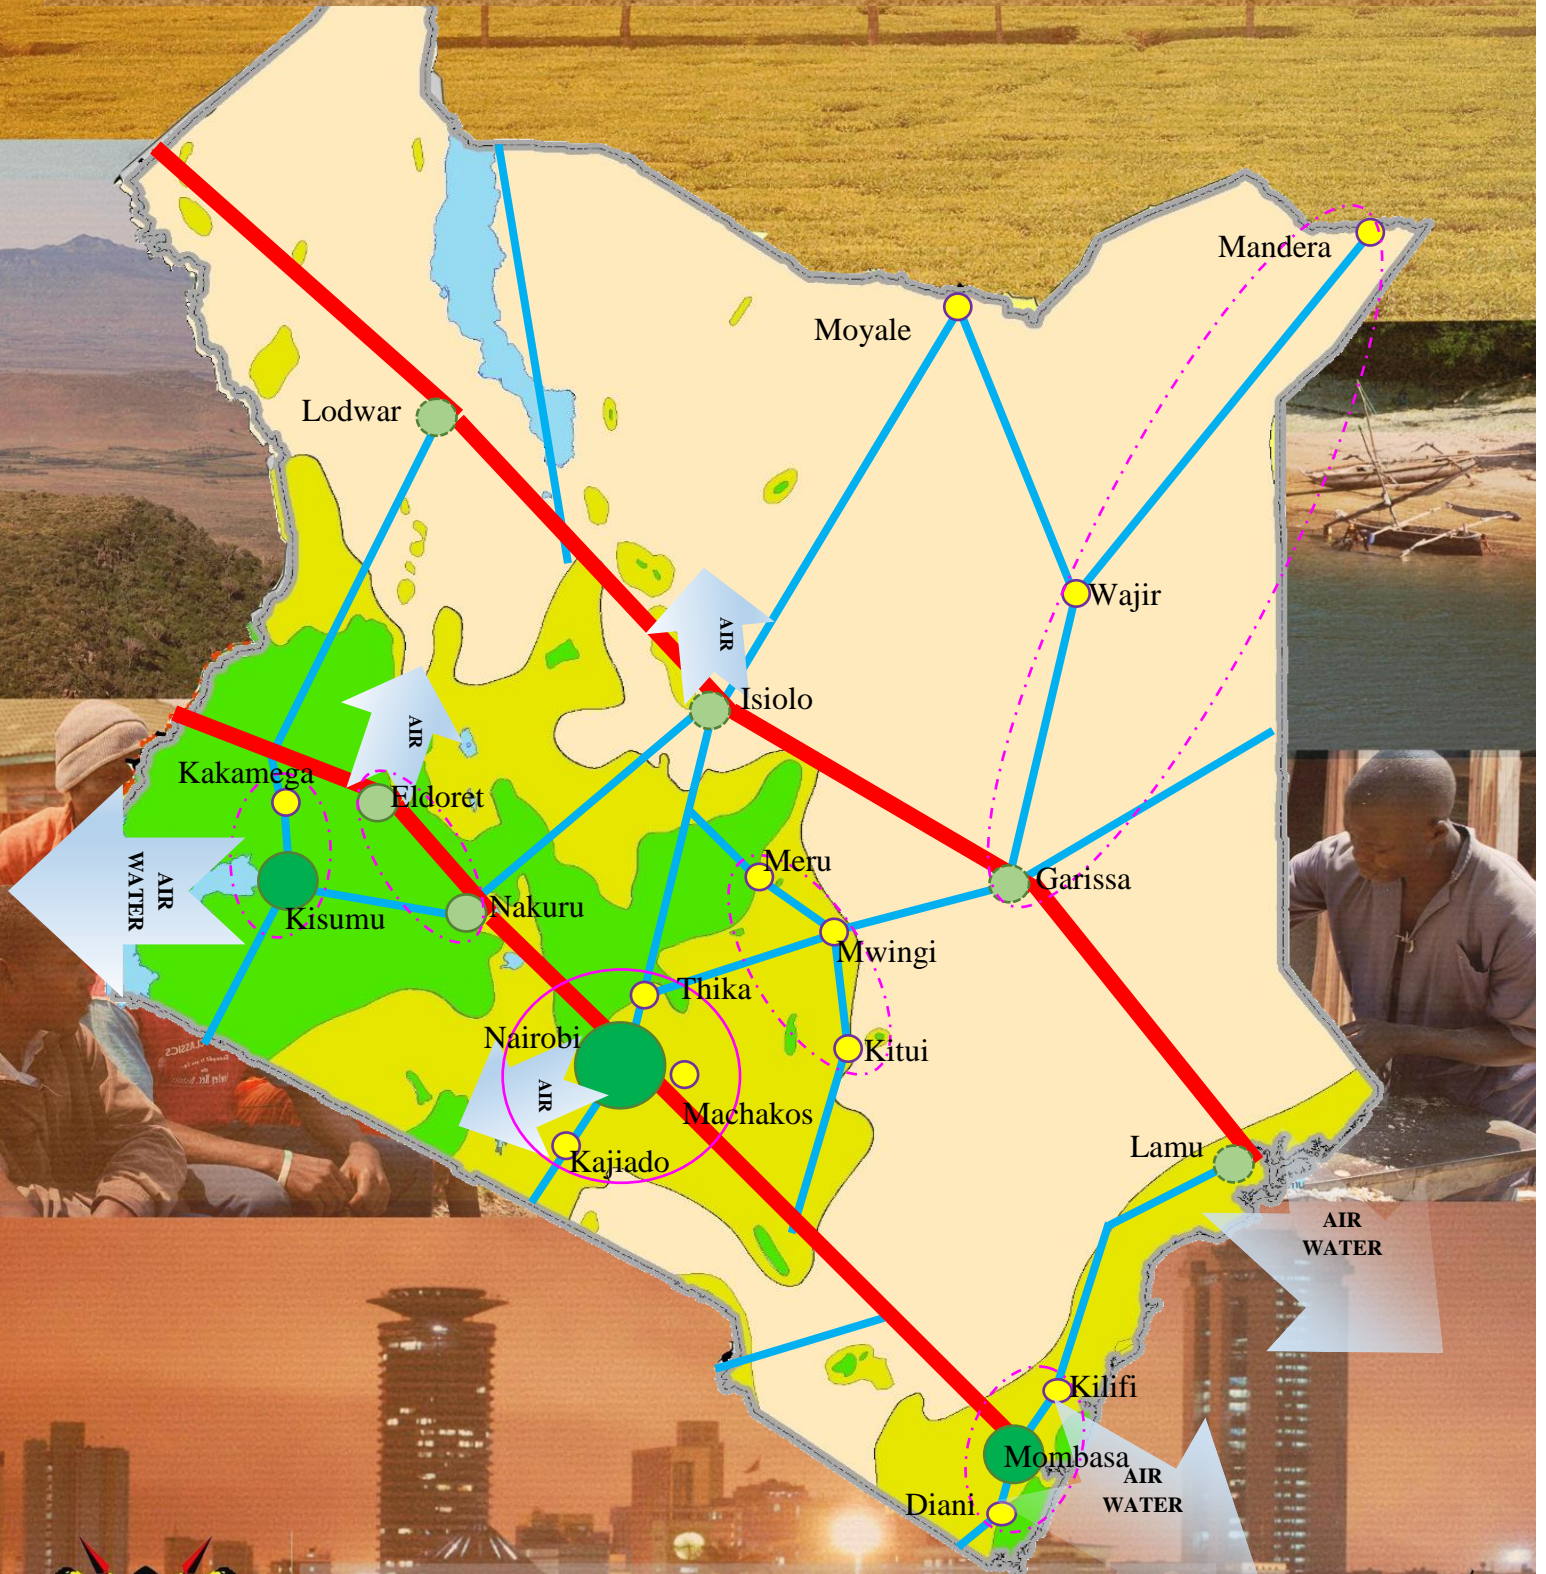 Mandera
Moyale
Lodwar
Wajir
AIR
Isiolo
AIR
Kakamega
Eldoret
Meru
Garissa
AIR
WATER
Nakuru
Kisumu
Mwingi
Thika
Nairobi
Kitui
AIR
Machakos
Lamu
Kajiado
AIR
WATER
Kilifi
Mombasa
AIR
WATER
Diani